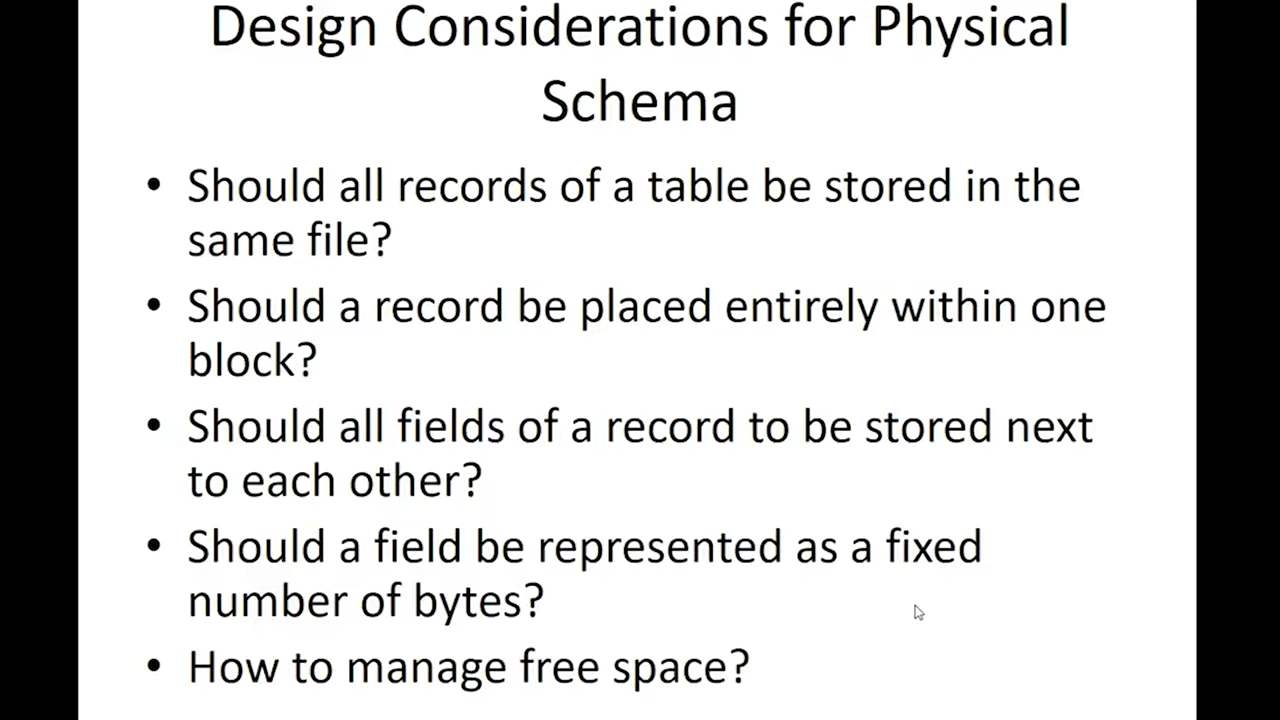 Design Considerations for Physical
Schema
• Should all records of a table be stored in the
same file?
• Should a record be placed entirely within one
block?
• Should all fields of a record to be stored next
to each other?
• Should a field be represented as a fixed
number of bytes?
• How to manage free space?